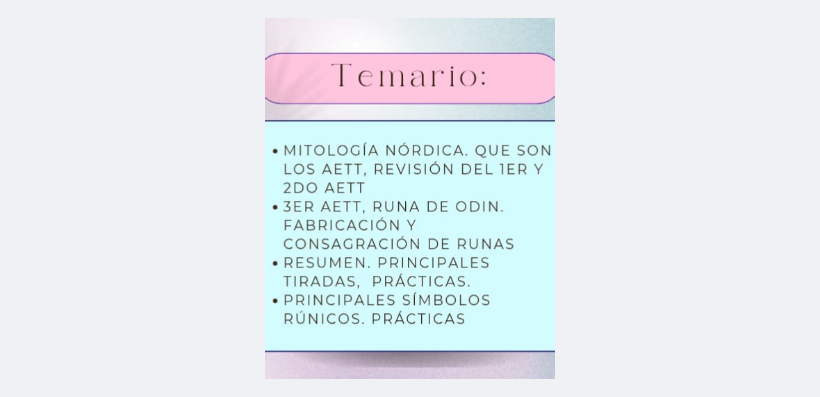 Temario:
• MITOLOGÍA NÓRDICA. QUE SON
LOS AETT, REVISIÓN DEL 1ER Y
2DO AETT
• 3ER AETT, RUNA DE ODIN.
FABRICACIÓN Y
CONSAGRACIÓN DE RUNAS
• RESUMEN. PRINCIPALES
TIRADAS, PRÁCTICAS.
• PRINCIPALES SÍMBOLOS
RÚNICOS. PRÁCTICAS